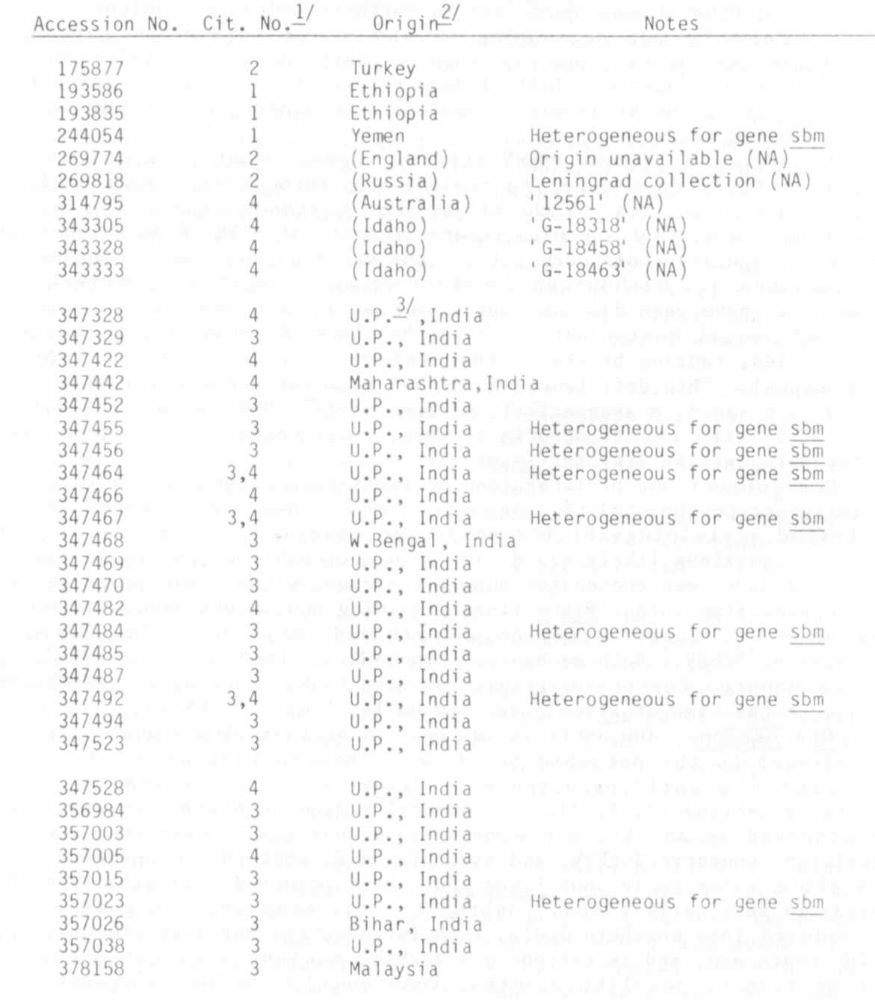 Accession No. Cit. No.1/ Origin2/ Notes
175877 2 Turkey
193586 1 Ethiopia
193835 1 Ethiopia
244054 1 Yemen Heterogeneous for gene sbm
269774 2 (England) Origin unavailable (NA)
269818 2 (Russia) Leningrad collection (NA)
314795 4 (Australia) '12561' (NA)
343305 4 (Idaho) 'G-18318' (NA)
343328 4 (Idaho) 'G-18458' (NA)
343333 4 (Idaho) 'G-18463' (NA)
347328 4 U.P.3/,India
347329 3 U.P., India
347422 4 U.P., India
347442 4 Maharashtra,India
347452 3 U.P., India
347455 3 U.P., India Heterogeneous for gene sbm
347456 3 U.P., India Heterogeneous for gene sbm
347464 3,4 U.P., India Heterogeneous for gene sbm
347466 4 U.P., India
347467 3,4 U.P., India Heterogeneous for gene sbm
347468 3 W.Bengal, India
347469 3 U.P., India
347470 3 U.P., India
347482 4 U.P., India
347484 3 U.P., India Heterogeneous for gene sbm
347485 3 U.P., India
347487 3 U.P., India
347492 3,4 U.P., India Heterogeneous for gene sbm
347494 3 U.P., India
347523 3 U.P., India
347528 4 U.P., India
356984 3 U.P., India
357003 3 U.P., India
357005 4 U.P., India
357015 3 U.P., India
357023 3 U.P., India Heterogeneous for gene sbm
357026 3 Bihar, India
357038 3 U.P., India
378158 3 Malaysia